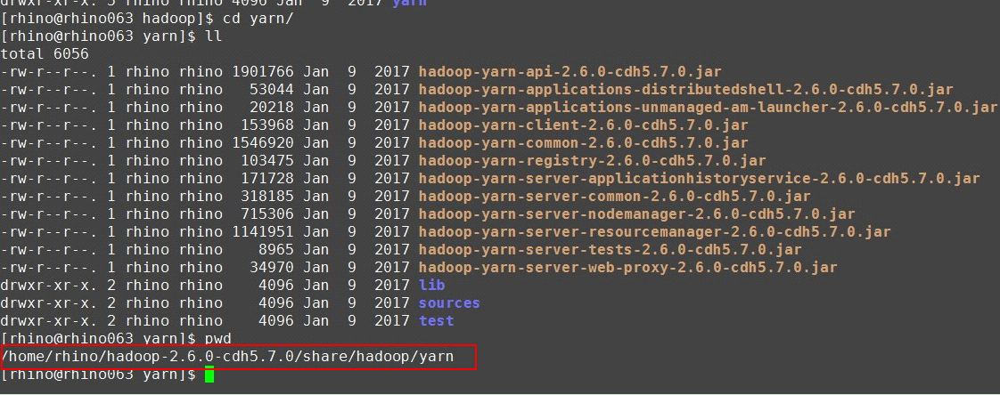 drwxr-xr-x. 5 rhino rhino 4096 Jan  9  2017 yarn
[rhino@rhino063 hadoop]$ cd yarn/
[rhino@rhino063 yarn]$ ll
total 6056
-rw-r--r--. 1 rhino rhino 1901766 Jan  9  2017 hadoop-yarn-api-2.6.0-cdh5.7.0.jar
-rw-r--r--. 1 rhino rhino   53044 Jan  9  2017 hadoop-yarn-applications-distributedshell-2.6.0-cdh5.7.0.jar
-rw-r--r--. 1 rhino rhino   20218 Jan  9  2017 hadoop-yarn-applications-unmanaged-am-launcher-2.6.0-cdh5.7.0.jar
-rw-r--r--. 1 rhino rhino  153968 Jan  9  2017 hadoop-yarn-client-2.6.0-cdh5.7.0.jar
-rw-r--r--. 1 rhino rhino 1546920 Jan  9  2017 hadoop-yarn-common-2.6.0-cdh5.7.0.jar
-rw-r--r--. 1 rhino rhino  103475 Jan  9  2017 hadoop-yarn-registry-2.6.0-cdh5.7.0.jar
-rw-r--r--. 1 rhino rhino  171728 Jan  9  2017 hadoop-yarn-server-applicationhistoryservice-2.6.0-cdh5.7.0.jar
-rw-r--r--. 1 rhino rhino  318185 Jan  9  2017 hadoop-yarn-server-common-2.6.0-cdh5.7.0.jar
-rw-r--r--. 1 rhino rhino  715306 Jan  9  2017 hadoop-yarn-server-nodemanager-2.6.0-cdh5.7.0.jar
-rw-r--r--. 1 rhino rhino 1141951 Jan  9  2017 hadoop-yarn-server-resourcemanager-2.6.0-cdh5.7.0.jar
-rw-r--r--. 1 rhino rhino    8965 Jan  9  2017 hadoop-yarn-server-tests-2.6.0-cdh5.7.0.jar
-rw-r--r--. 1 rhino rhino   34970 Jan  9  2017 hadoop-yarn-server-web-proxy-2.6.0-cdh5.7.0.jar
drwxr-xr-x. 2 rhino rhino    4096 Jan  9  2017 lib
drwxr-xr-x. 2 rhino rhino    4096 Jan  9  2017 sources
drwxr-xr-x. 2 rhino rhino    4096 Jan  9  2017 test
[rhino@rhino063 yarn]$ pwd
/home/rhino/hadoop-2.6.0-cdh5.7.0/share/hadoop/yarn
[rhino@rhino063 yarn]$